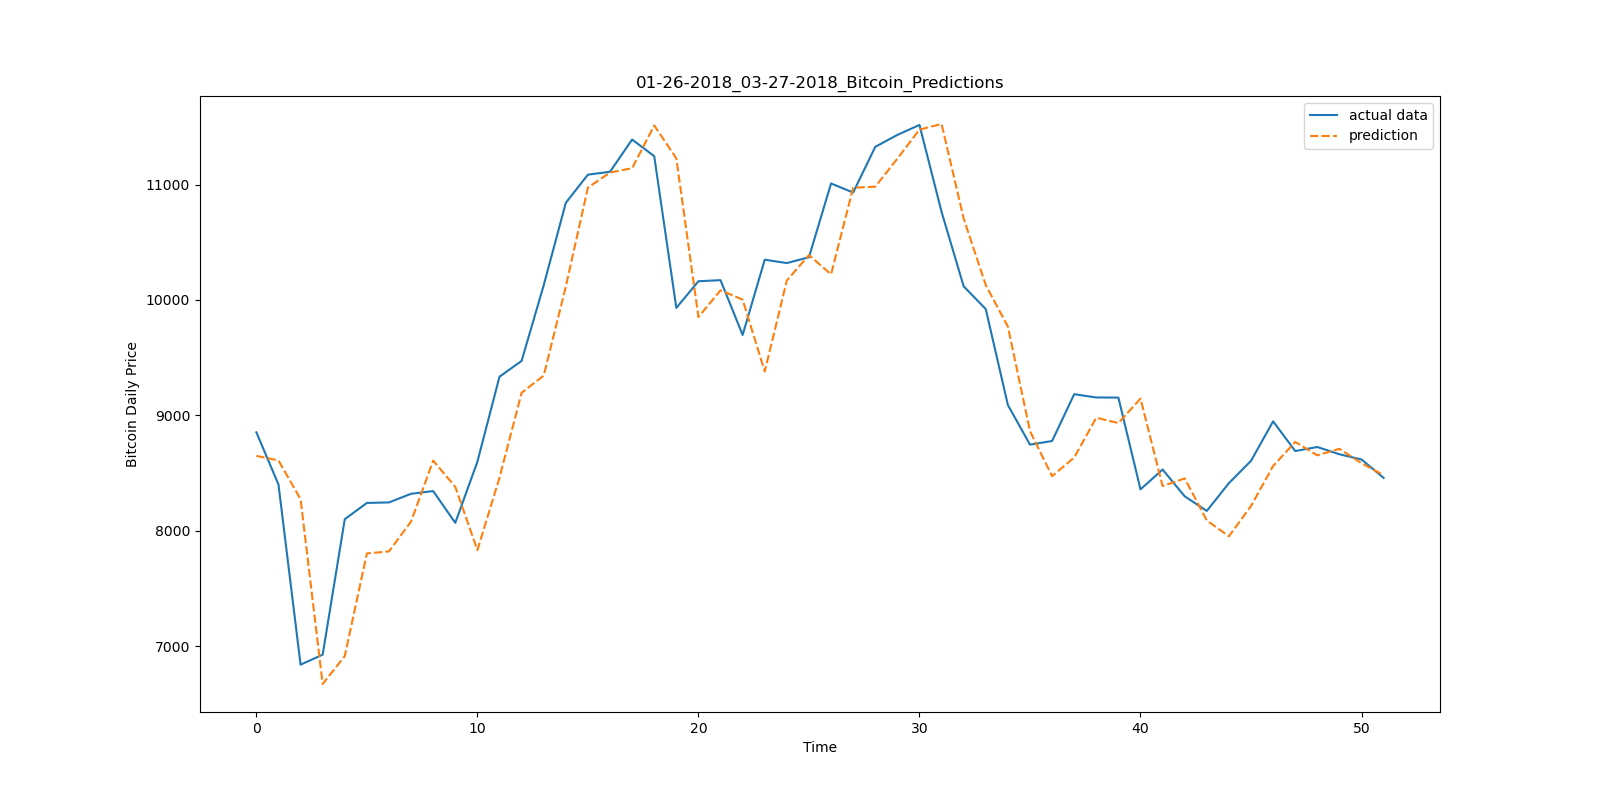 01-26-2018_03-27-2018_Bitcoin_Predictions
actual data
prediction
Bitcoin Daily Price
11000
10000
9000
8000
7000
0 10 20 30 40 50
Time